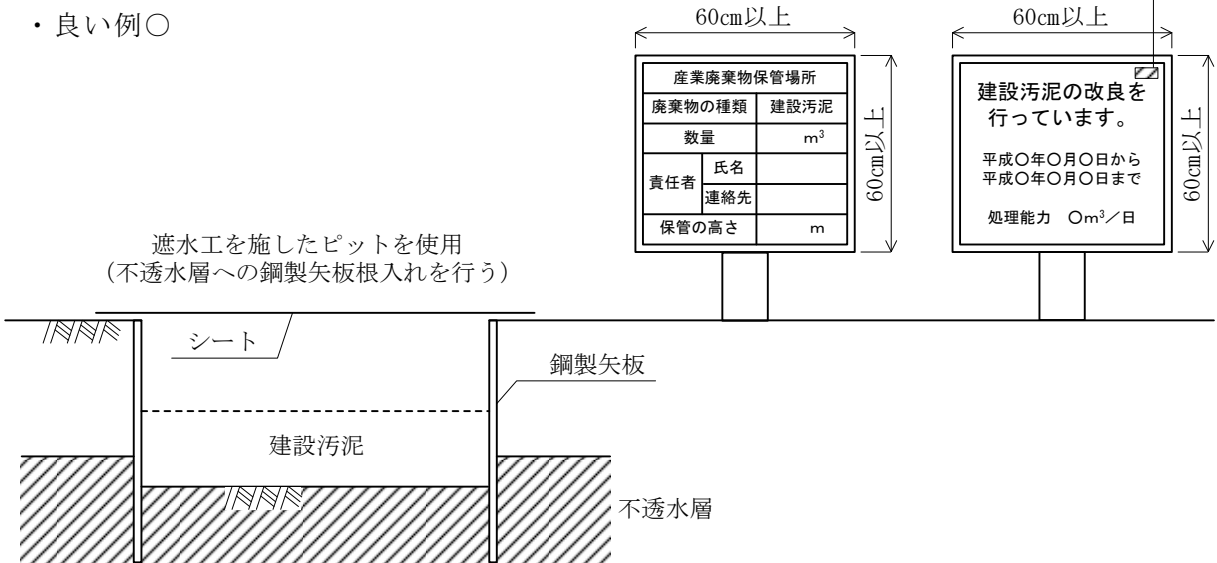 ・良い例○
60cm以上
60cm以上
産業廃棄物保管場所
廃棄物の種類 建設汚泥
数量 m³
責任者 氏名
連絡先
保管の高さ m
60cm以上
建設汚泥の改良を
行っています。
平成○年○月○日から
平成○年○月○日まで
処理能力 ○m³／日
60cm以上
遮水工を施したピットを使用
（不透水層への鋼製矢板根入れを行う）
シート
鋼製矢板
建設汚泥
不透水層